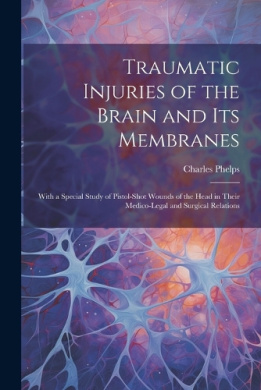 Traumatic
Injuries of the
Brain and Its
Membranes
Charles Phelps
With a Special Study of Pistol-Shot Wounds of the Head in Their
Medico-Legal and Surgical Relations